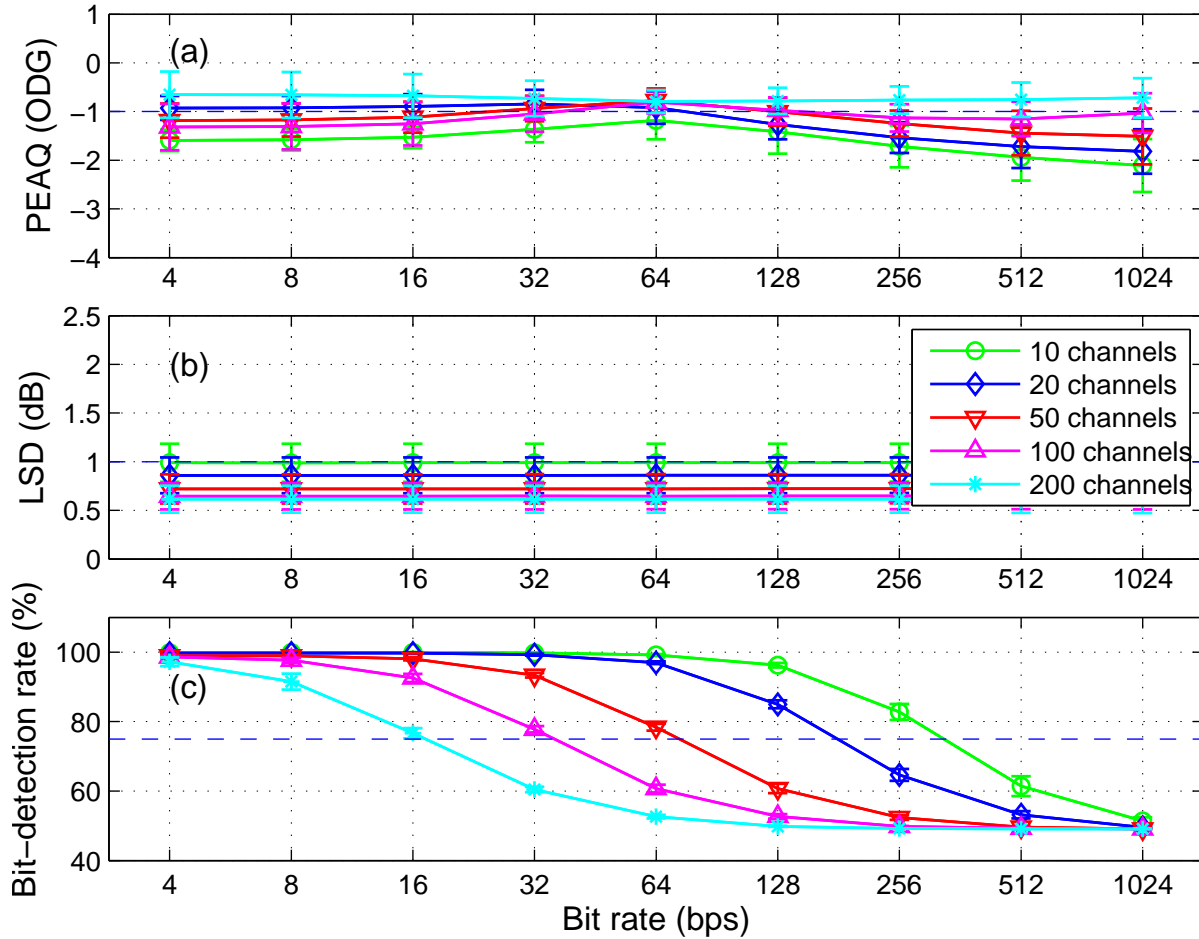 (a)
PEAQ (ODG)
1
0
−1
−2
−3
−4
4 8 16 32 64 128 256 512 1024
(b)
LSD (dB)
2.5
2
1.5
1
0.5
0
4 8 16 32 64 128 256 512 1024
10 channels
20 channels
50 channels
100 channels
200 channels
(c)
Bit−detection rate (%)
100
80
60
40
4 8 16 32 64 128 256 512 1024
Bit rate (bps)